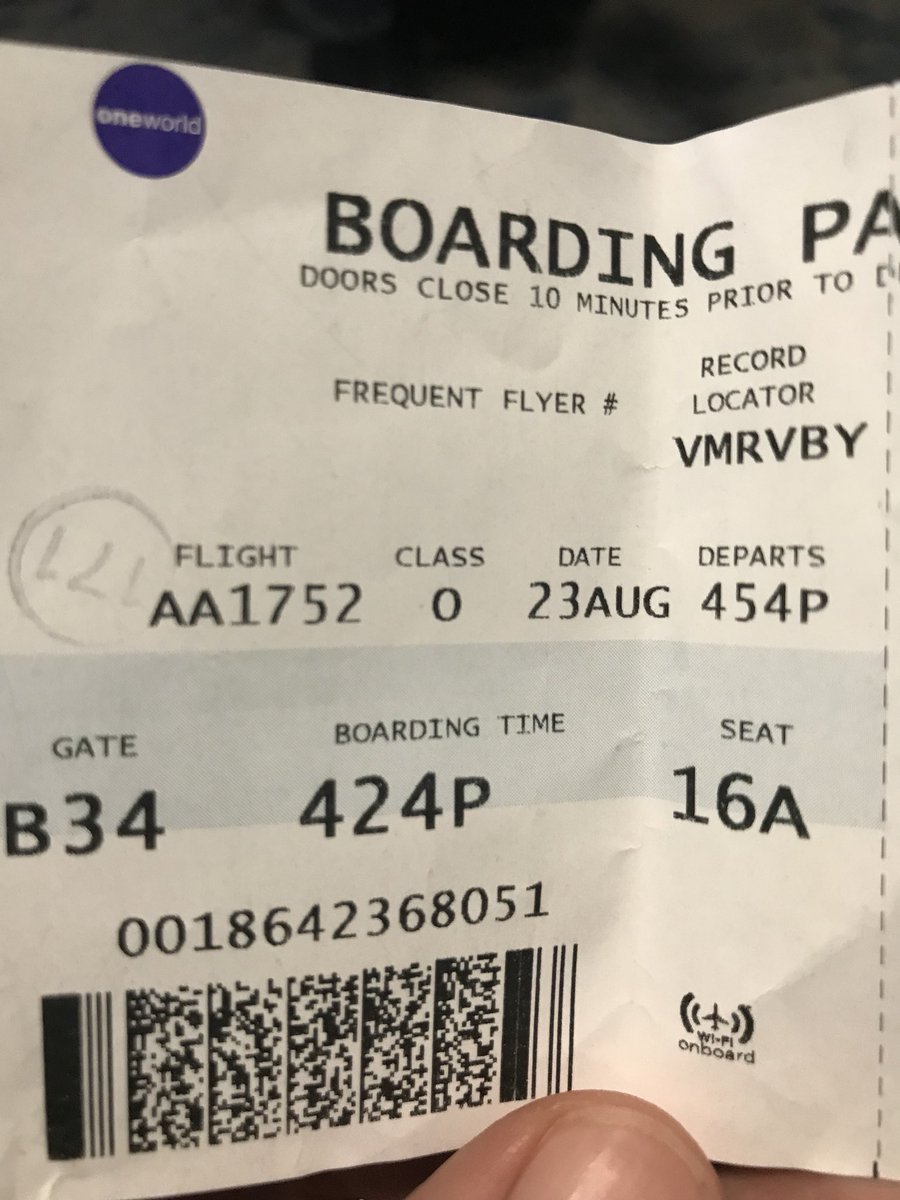 oneworld
BOARDING PA
DOORS CLOSE 10 MINUTES PRIOR TO
RECORD
FREQUENT FLYER # LOCATOR
VMRVBY
FLIGHT CLASS DATE DEPARTS
AA1752 O 23AUG 454P
GATE BOARDING TIME SEAT
B34 424P 16A
0018642368051
WI-FI
onboard